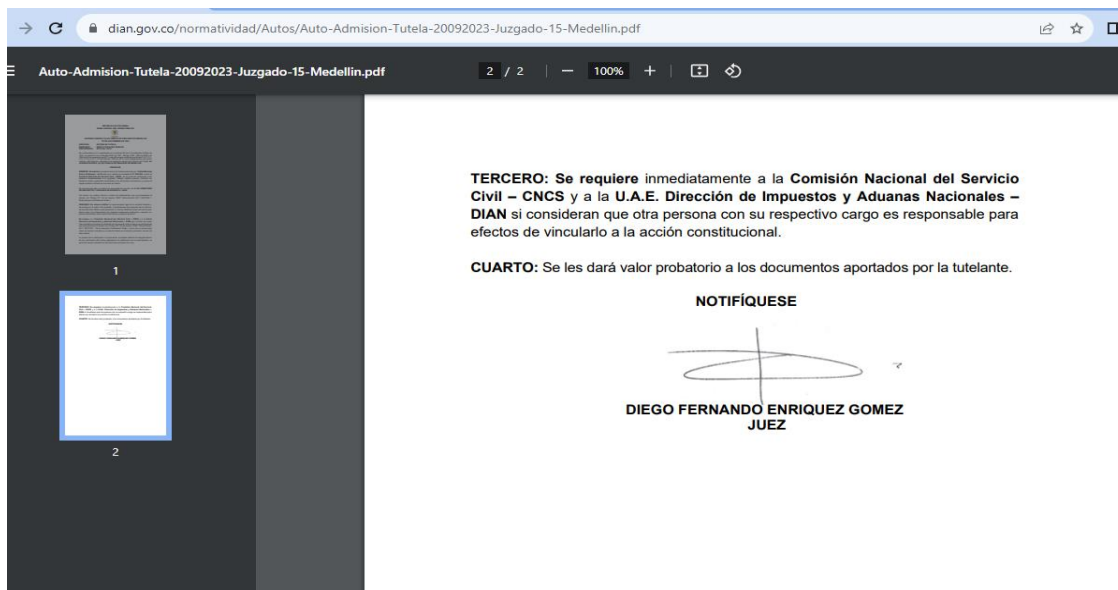 dian.gov.co/normatividad/Autos/Auto-Admision-Tutela-20092023-Juzgado-15-Medellin.pdf
Auto-Admision-Tutela-20092023-Juzgado-15-Medellin.pdf
2 / 2
100%
1
2
TERCERO: Se requiere inmediatamente a la Comisión Nacional del Servicio
Civil – CNCS y a la U.A.E. Dirección de Impuestos y Aduanas Nacionales –
DIAN si consideran que otra persona con su respectivo cargo es responsable para
efectos de vincularlo a la acción constitucional.
CUARTO: Se les dará valor probatorio a los documentos aportados por la tutelante.
NOTIFÍQUESE
DIEGO FERNANDO ENRIQUEZ GOMEZ
JUEZ